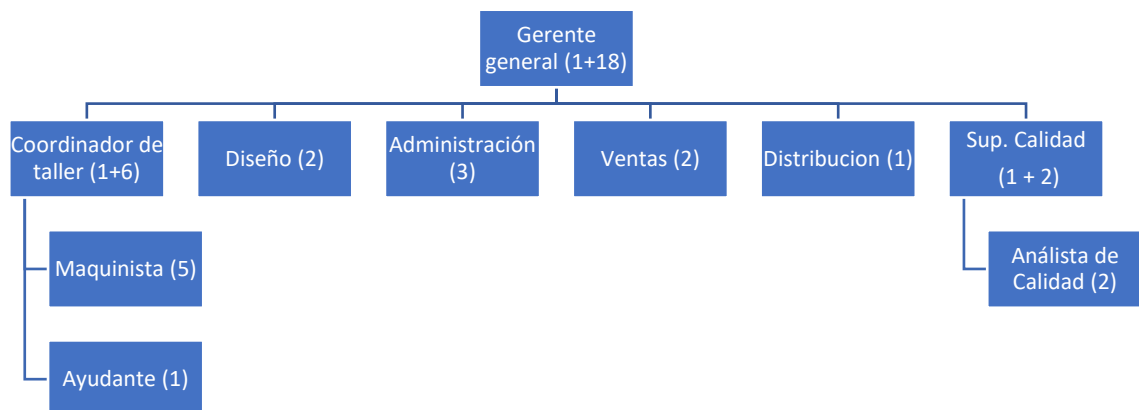 Gerente
general (1+18)
Coordinador de
taller (1+6)
Diseño (2)
Administración
(3)
Ventas (2)
Distribucion (1)
Sup. Calidad
(1 + 2)
Maquinista (5)
Análista de
Calidad (2)
Ayudante (1)